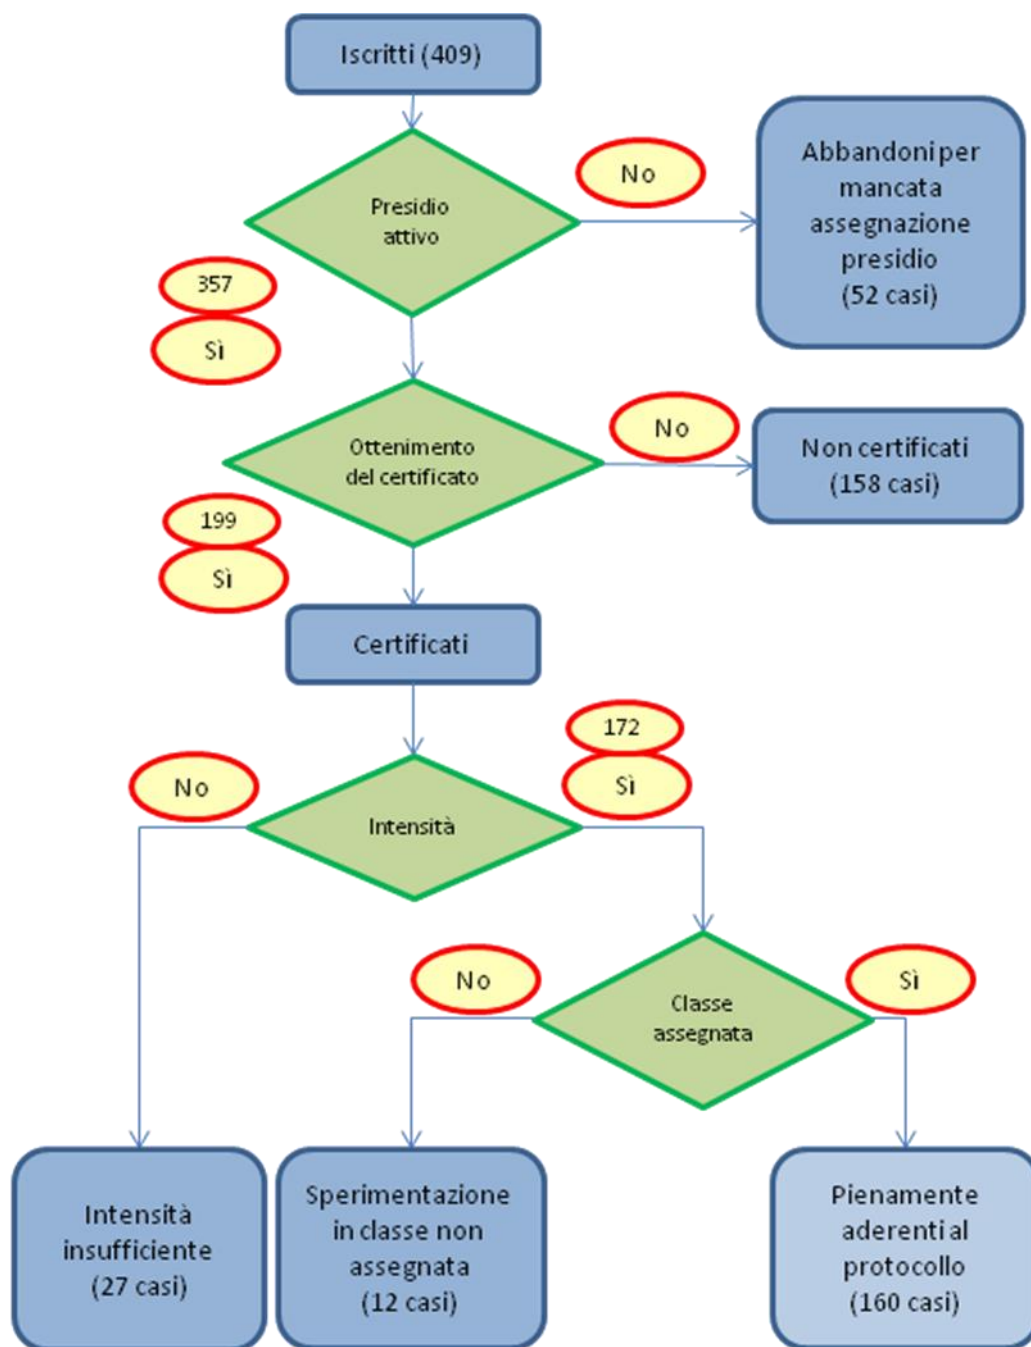 Iscritti (409)
No
Abbandoni per
mancata
assegnazione
presidio
(52 casi)
Presidio
attivo
357
Sì
Ottenimento
del certificato
No
Non certificati
(158 casi)
199
Sì
Certificati
172
Sì
No
Intensità
No
Sì
Classe
assegnata
Intensità
insufficiente
(27 casi)
Sperimentazione
in classe non
assegnata
(12 casi)
Pienamente
aderenti al
protocollo
(160 casi)